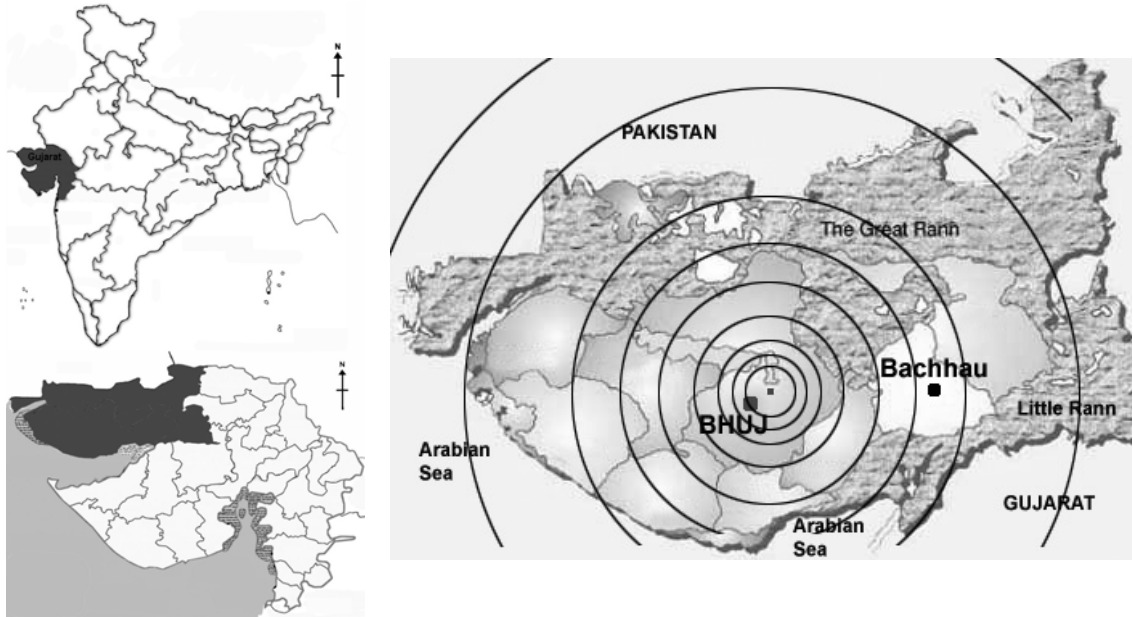 N
Gujarat
N
PAKISTAN
The Great Rann
Bachhau
BHUJ
Little Rann
Arabian
Sea
GUJARAT
Arabian
Sea